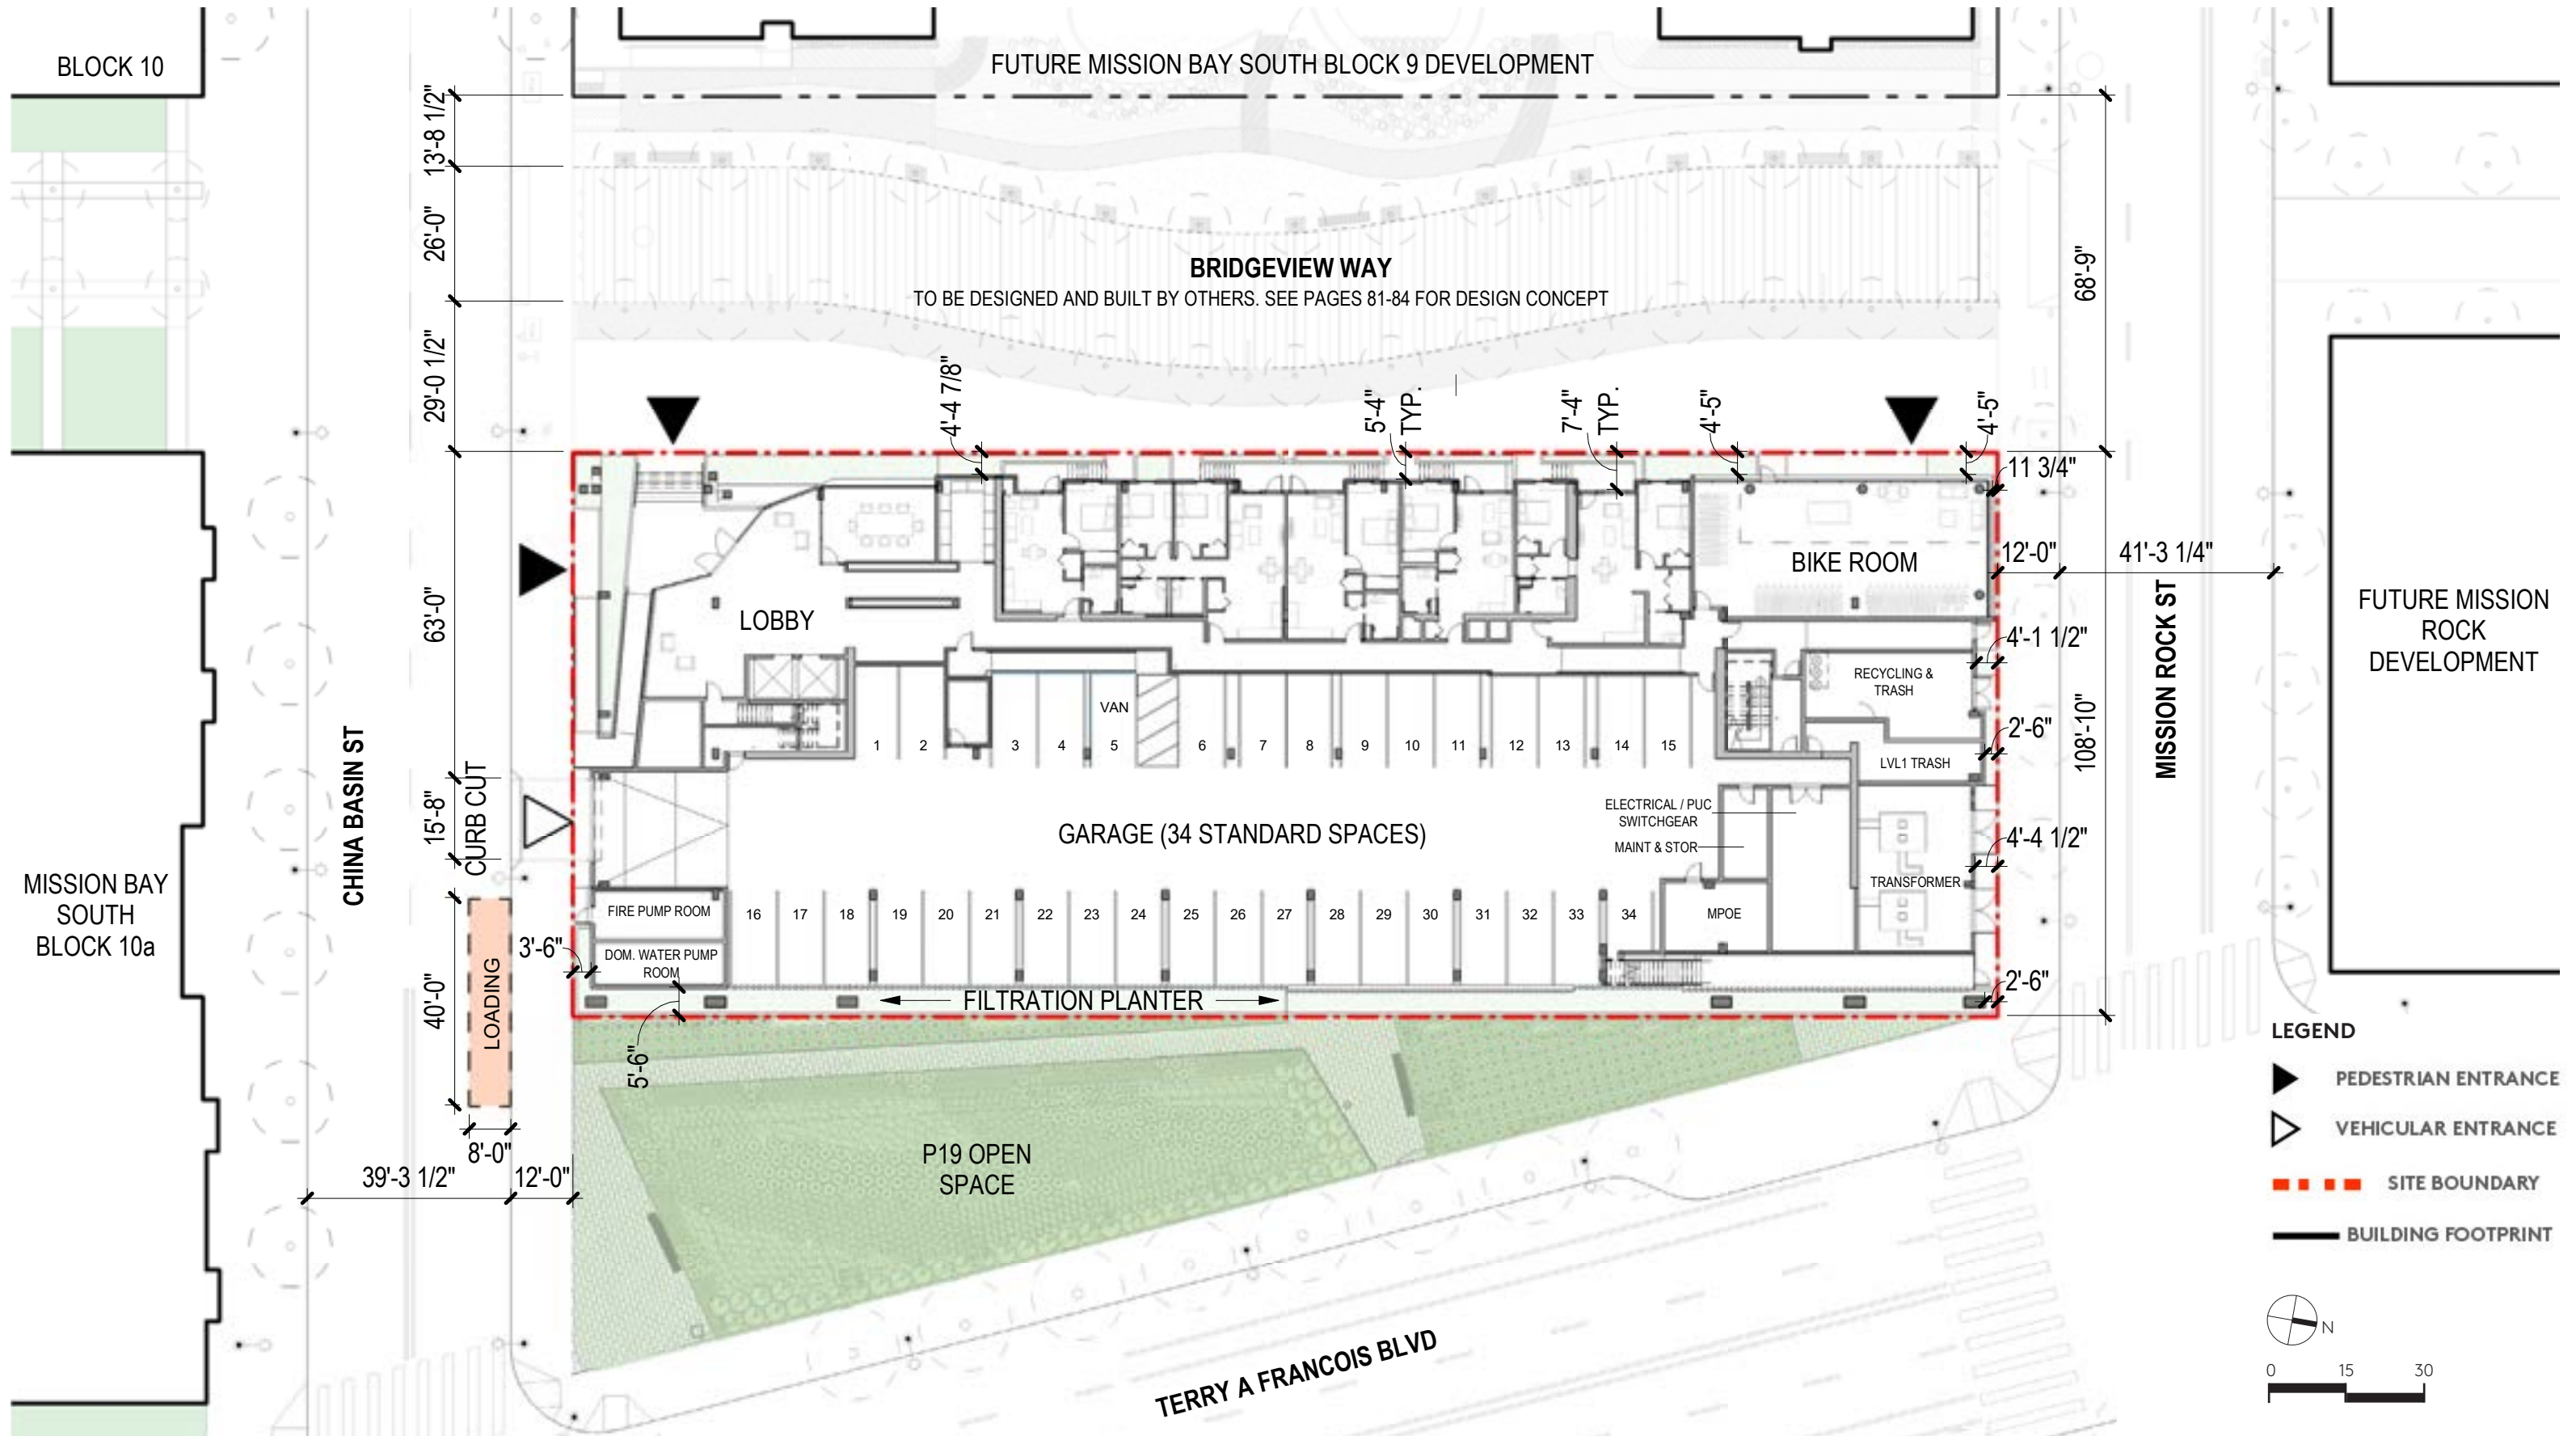 BLOCK 10
FUTURE MISSION BAY SOUTH BLOCK 9 DEVELOPMENT
13'-8 1/2"
26'-0"
29'-0 1/2"
63'-0"
15'-8"
CURB CUT
40'-0"
BRIDGEVIEW WAY
TO BE DESIGNED AND BUILT BY OTHERS. SEE PAGES 81-84 FOR DESIGN CONCEPT
68'-9"
4'-4 7/8"
5'-4"
TYP.
7'-4"
TYP.
4'-5"
4'-5"
11 3/4"
12'-0"
41'-3 1/4"
BIKE ROOM
LOBBY
4'-1 1/2"
RECYCLING &
TRASH
VAN
2'-6"
108'-10"
LVL1 TRASH
1
2
3
4
5
6
7
8
9
10
11
12
13
14
15
MISSION ROCK ST
FUTURE MISSION
ROCK
DEVELOPMENT
CHINA BASIN ST
MISSION BAY
SOUTH
BLOCK 10a
GARAGE (34 STANDARD SPACES)
ELECTRICAL / PUC
SWITCHGEAR
MAINT & STOR
4'-4 1/2"
TRANSFORMER
MPOE
FIRE PUMP ROOM
DOM. WATER PUMP
ROOM
16
17
18
19
20
21
22
23
24
25
26
27
28
29
30
31
32
33
34
3'-6"
LOADING
FILTRATION PLANTER
2'-6"
5'-6"
8'-0"
39'-3 1/2"
12'-0"
P19 OPEN
SPACE
TERRY A FRANCOIS BLVD
LEGEND
PEDESTRIAN ENTRANCE
VEHICULAR ENTRANCE
SITE BOUNDARY
BUILDING FOOTPRINT
N
0
15
30